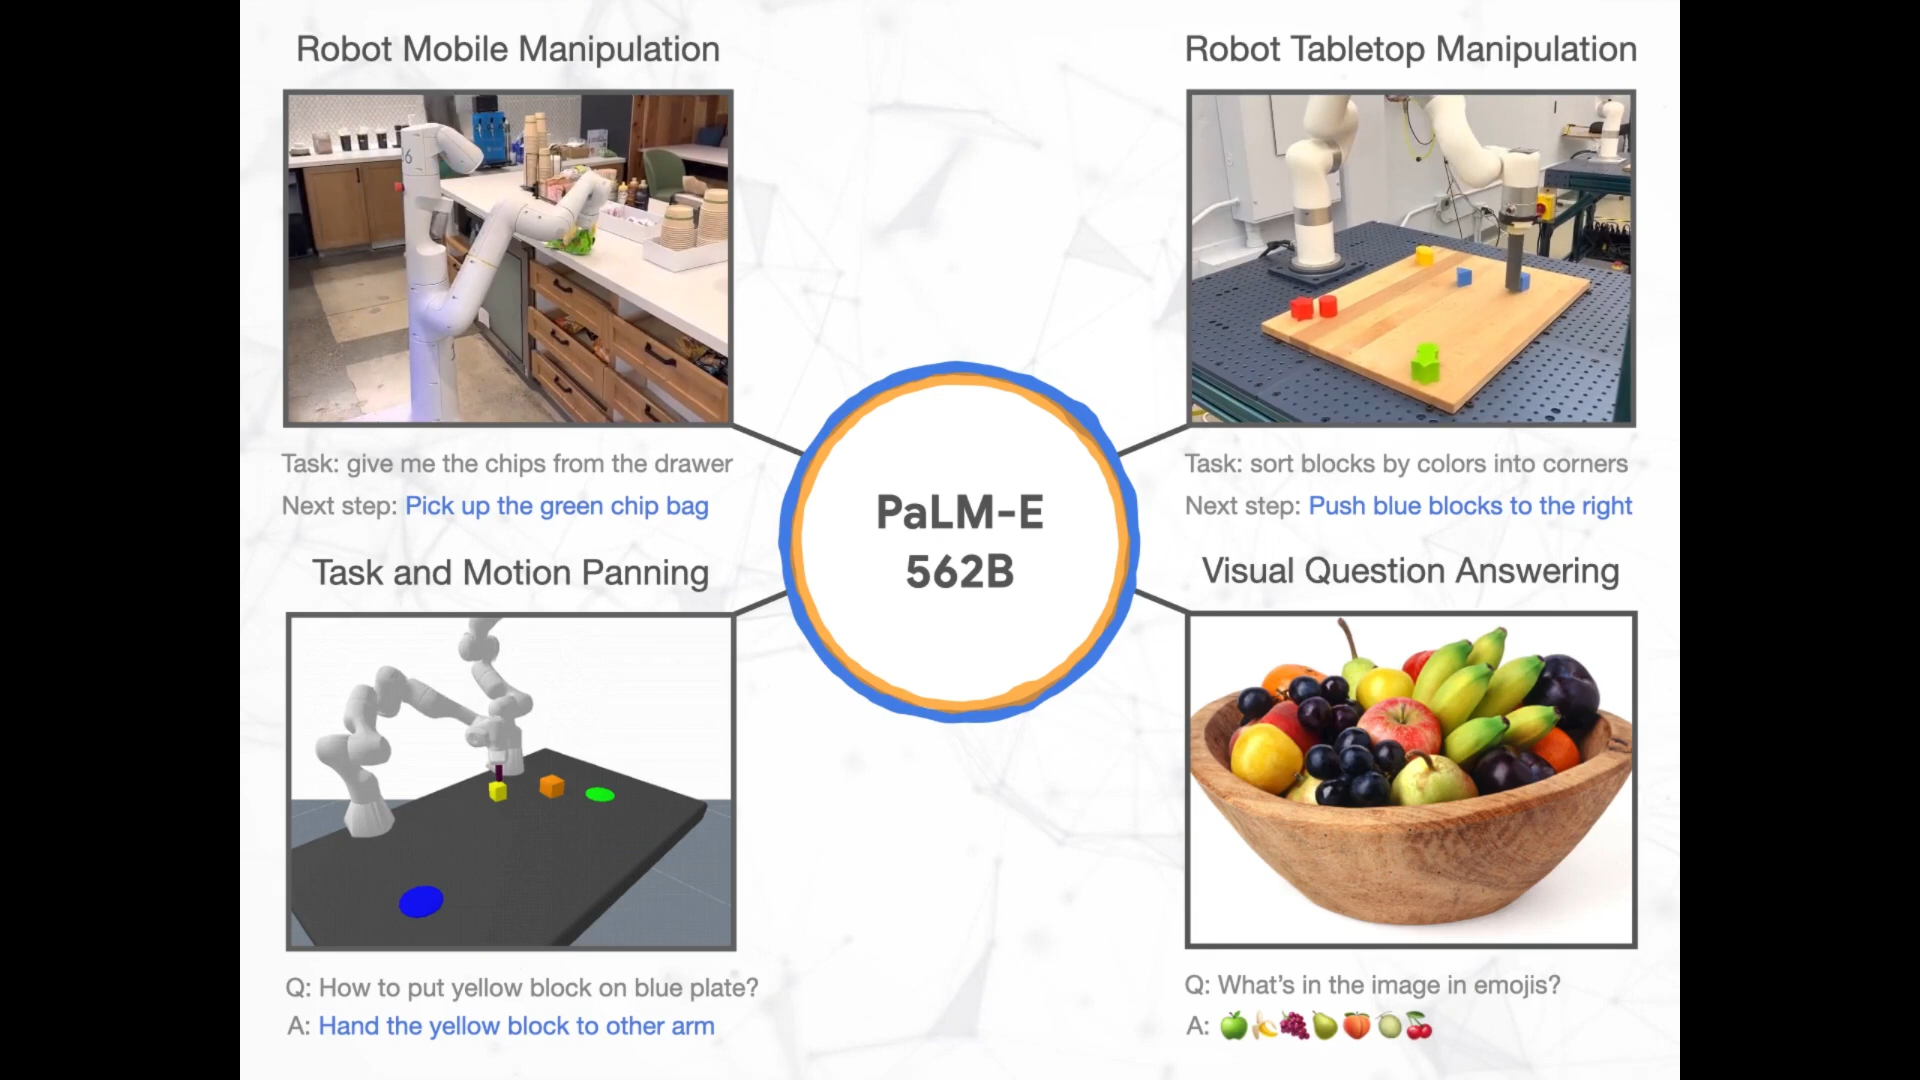 Robot Mobile Manipulation
6
Task: give me the chips from the drawer
Next step: Pick up the green chip bag
Robot Tabletop Manipulation
Task: sort blocks by colors into corners
Next step: Push blue blocks to the right
PaLM-E
562B
Task and Motion Panning
Q: How to put yellow block on blue plate?
A: Hand the yellow block to other arm
Visual Question Answering
Q: What's in the image in emojis?
A: 🍏🍌🍇🍐🍑🍈🍒